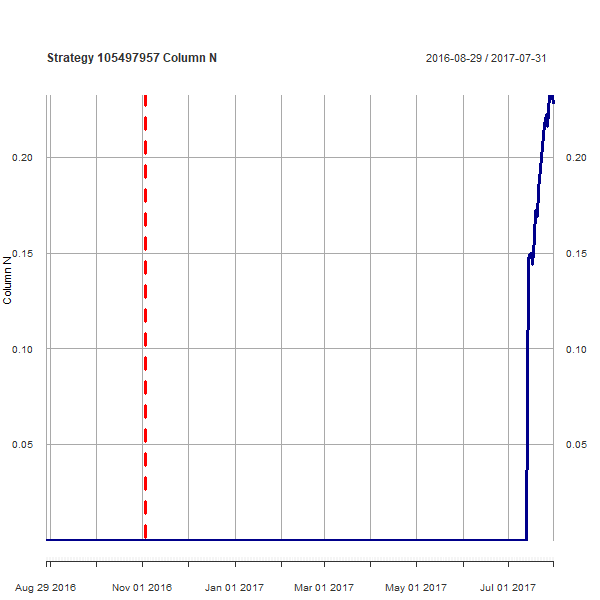 Strategy 105497957 Column N
2016-08-29 / 2017-07-31
0.20
0.15
0.10
0.05
Column N
0.20
0.15
0.10
0.05
Aug 29 2016
Nov 01 2016
Jan 01 2017
Mar 01 2017
May 01 2017
Jul 01 2017